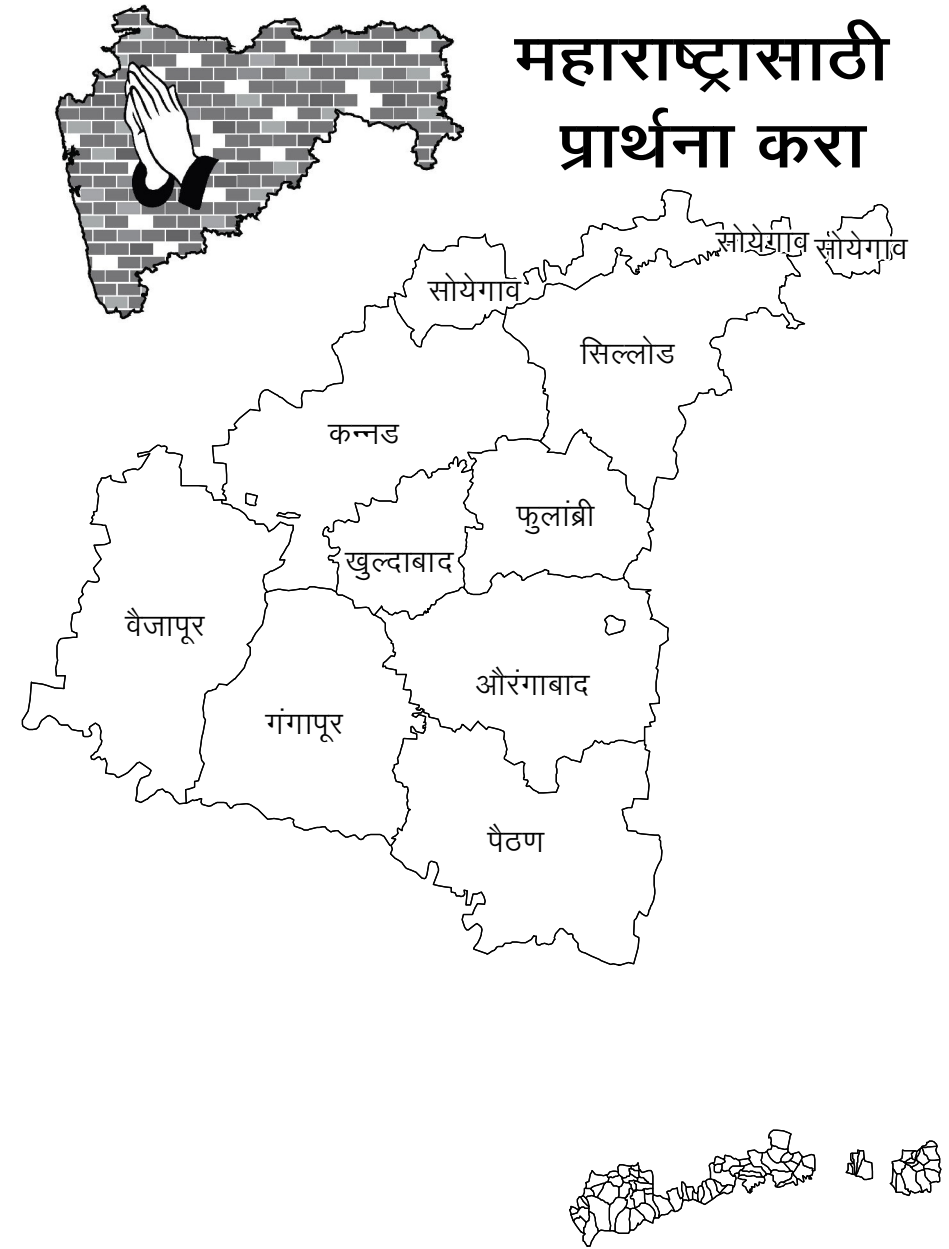 महाराष्ट्रासाठी
प्रार्थना करा
सोयेगाव सोयेगाव
सोयेगाव
सिल्लोड
कन्नड
फुलांब्री
खुल्दाबाद
वैजापूर
औरंगाबाद
गंगापूर
पैठण